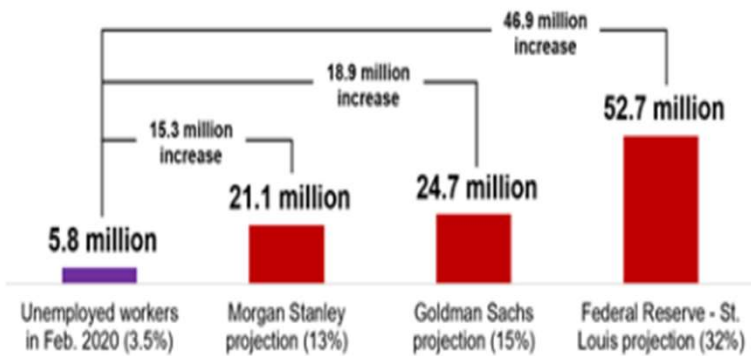 46.9 million
increase
18.9 million
increase
15.3 million
increase
52.7 million
24.7 million
21.1 million
5.8 million
Unemployed workers
in Feb. 2020 (3.5%)
Morgan Stanley
projection (13%)
Goldman Sachs
projection (15%)
Federal Reserve - St.
Louis projection (32%)